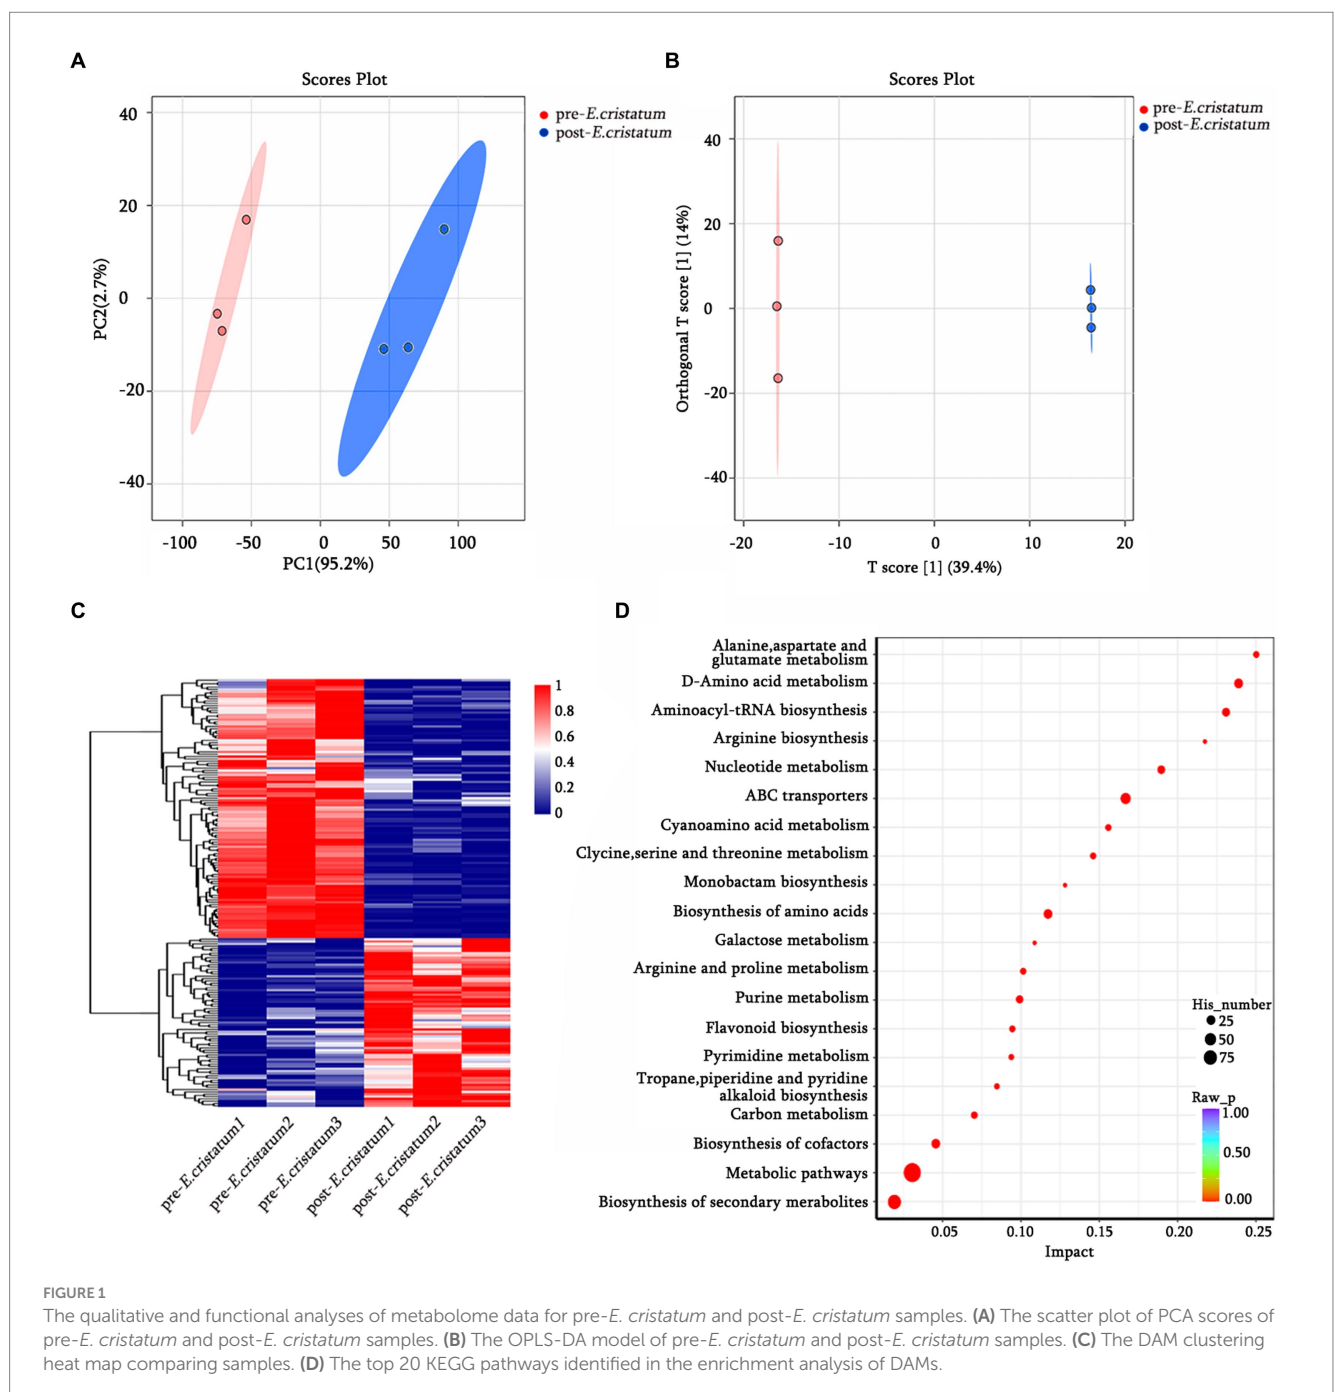 A
Scores Plot
40
20
0
-20
-40
PC2(2.7%)
-100 -50 0 50 100
PC1(95.2%)
pre-E.cristatum
post-E.cristatum
B
Scores Plot
40
20
0
-20
-40
Orthogonal T score [1] (14%)
-20 -10 0 10 20
T score [1] (39.4%)
pre-E.cristatum
post-E.cristatum
C
1
0.8
0.6
0.4
0.2
0
pre-E.cristatum1
pre-E.cristatum2
pre-E.cristatum3
post-E.cristatum1
post-E.cristatum2
post-E.cristatum3
D
Alanine,aspartate and
glutamate metabolism
D-Amino acid metabolism
Aminoacyl-tRNA biosynthesis
Arginine biosynthesis
Nucleotide metabolism
ABC transporters
Cyanoamino acid metabolism
Clycine,serine and threonine metabolism
Monobactam biosynthesis
Biosynthesis of amino acids
Galactose metabolism
Arginine and proline metabolism
Purine metabolism
Flavonoid biosynthesis
Pyrimidine metabolism
Tropane,piperidine and pyridine
alkaloid biosynthesis
Carbon metabolism
Biosynthesis of cofactors
Metabolic pathways
Biosynthesis of secondary merabolites
0.05 0.10 0.15 0.20 0.25
Impact
His_number
25
50
75
Raw_p
1.00
0.50
0.00
FIGURE 1
The qualitative and functional analyses of metabolome data for pre-E. cristatum and post-E. cristatum samples. (A) The scatter plot of PCA scores of
pre-E. cristatum and post-E. cristatum samples. (B) The OPLS-DA model of pre-E. cristatum and post-E. cristatum samples. (C) The DAM clustering
heat map comparing samples. (D) The top 20 KEGG pathways identified in the enrichment analysis of DAMs.